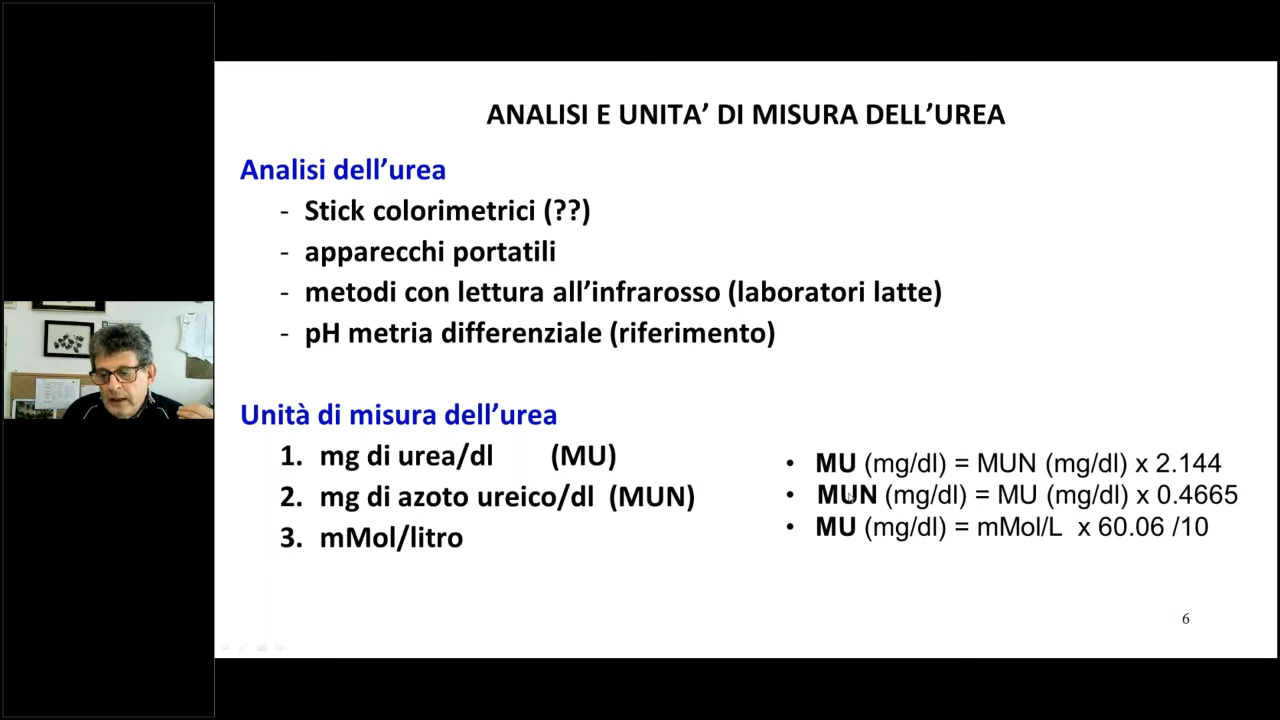 ANALISI E UNITA’ DI MISURA DELL’UREA
Analisi dell’urea
- Stick colorimetrici (??)
- apparecchi portatili
- metodi con lettura all’infrarosso (laboratori latte)
- pH metria differenziale (riferimento)
Unità di misura dell’urea
1. mg di urea/dl (MU)
2. mg di azoto ureico/dl (MUN)
3. mMol/litro
• MU (mg/dl) = MUN (mg/dl) x 2.144
• MUN (mg/dl) = MU (mg/dl) x 0.4665
• MU (mg/dl) = mMol/L x 60.06 /10
6